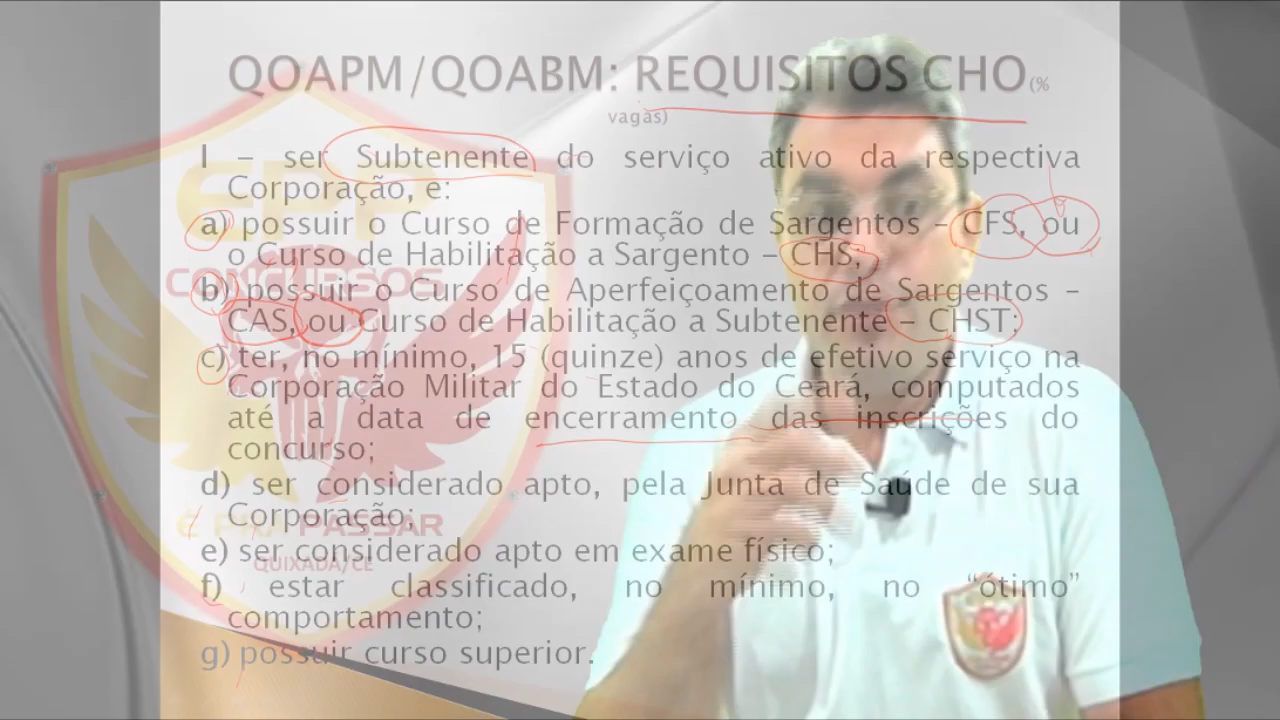 QOAPM/QOABM: REQUISITOS CHO(%
vagas)
I – ser Subtenente do serviço ativo da respectiva
Corporação, e:
a) possuir o Curso de Formação de Sargentos – CFS, ou
o Curso de Habilitação a Sargento – CHS;
b) possuir o Curso de Aperfeiçoamento de Sargentos –
CAS, ou Curso de Habilitação a Subtenente – CHST;
c) ter, no mínimo, 15 (quinze) anos de efetivo serviço na
Corporação Militar do Estado do Ceará, computados
até a data de encerramento das inscrições do
concurso;
d) ser considerado apto, pela Junta de Saúde de sua
Corporação;
e) ser considerado apto em exame físico;
f) estar classificado, no mínimo, no “ótimo”
comportamento;
g) possuir curso superior.
EPP
CONCURSOS
É PRA PASSAR
QUIXADÁ/CE